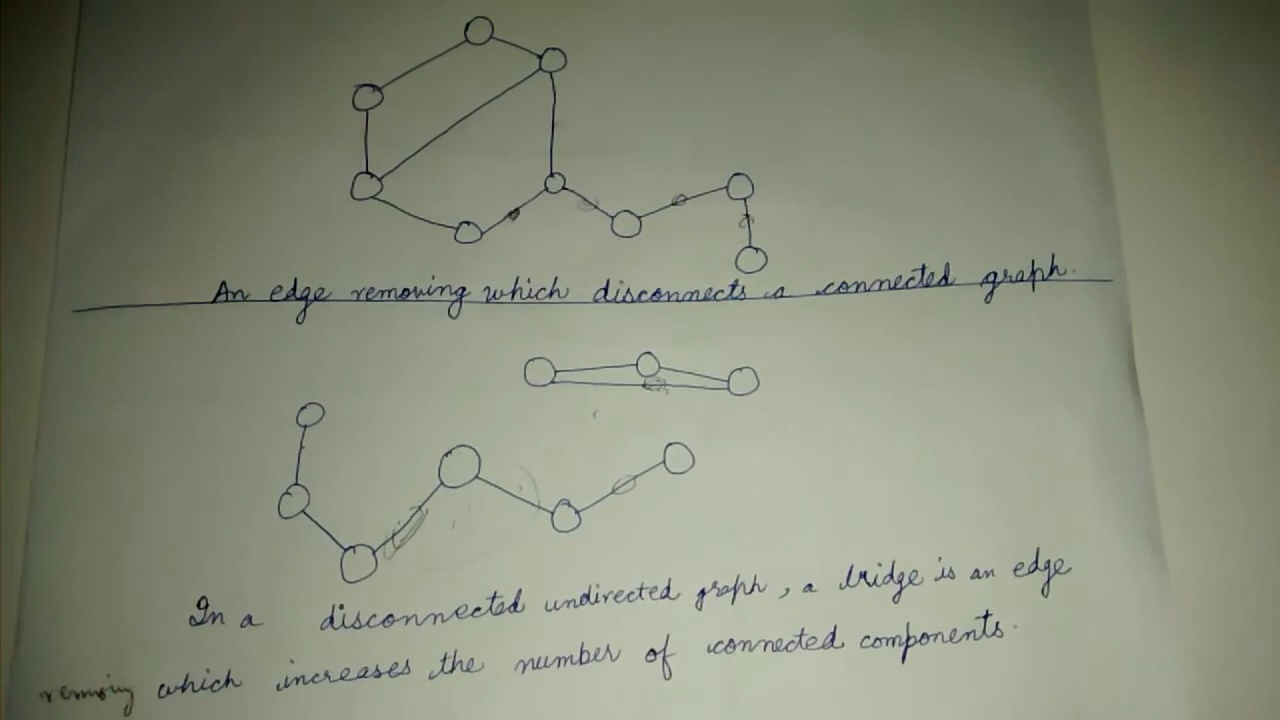 An edge removing which disconnects a connected graph.
In a disconnected undirected graph, a bridge is an edge
removing which increases the number of connected components.